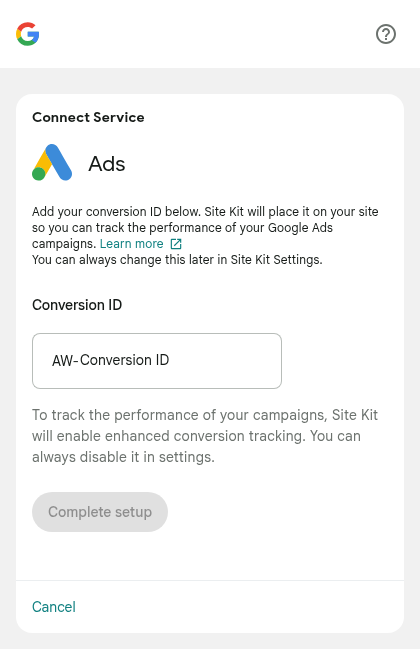 Connect Service
Ads
Add your conversion ID below. Site Kit will place it on your site
so you can track the performance of your Google Ads
campaigns. Learn more
You can always change this later in Site Kit Settings.
Conversion ID
AW-Conversion ID
To track the performance of your campaigns, Site Kit
will enable enhanced conversion tracking. You can
always disable it in settings.
Complete setup
Cancel